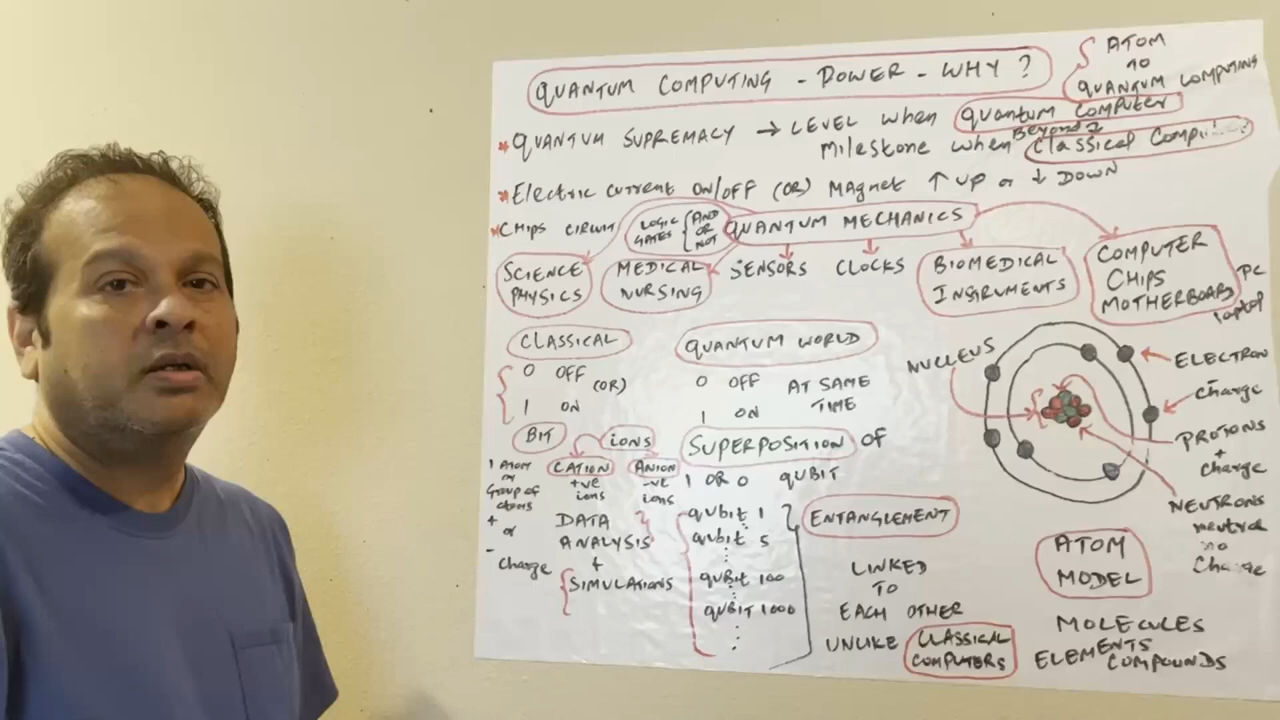 QUANTUM COMPUTING - POWER - WHY ?
ATOM
TO
QUANTUM COMPUTING
* QUANTUM SUPREMACY → LEVEL when Quantum Computer
Milestone when Beyond
Classical
* Electric current ON/OFF (OR) Magnet ↑ UP or ↓ DOWN
* CHIPS CIRCUIT
LOGIC GATES { AND
OR
NOT
QUANTUM MECHANICS
SCIENCE
PHYSICS
MEDICAL
NURSING
SENSORS
CLOCKS
BIOMEDICAL
INSTRUMENTS
COMPUTER
CHIPS
MOTHERBOARD
PC
laptop
CLASSICAL
0 OFF (OR)
1 ON
BIT
ions
CATION
+ve
ions
ANION
-ve
ions
1 ATOM
or
Group of
atoms
+
or
-
charge
DATA
ANALYSIS
+
SIMULATIONS
QUANTUM WORLD
0 OFF AT SAME
1 ON TIME
SUPERPOSITION OF
1 OR 0 QUBIT
qubit 1
qubit 5
qubit 100
qubit 1000
ENTANGLEMENT
LINKED
TO
EACH OTHER
UNLIKE CLASSICAL
COMPUTERS
NUCLEUS
ELECTRON
- charge
PROTONS
+
charge
NEUTRONS
neutral
no
charge
ATOM
MODEL
MOLECULES
ELEMENTS
COMPOUNDS